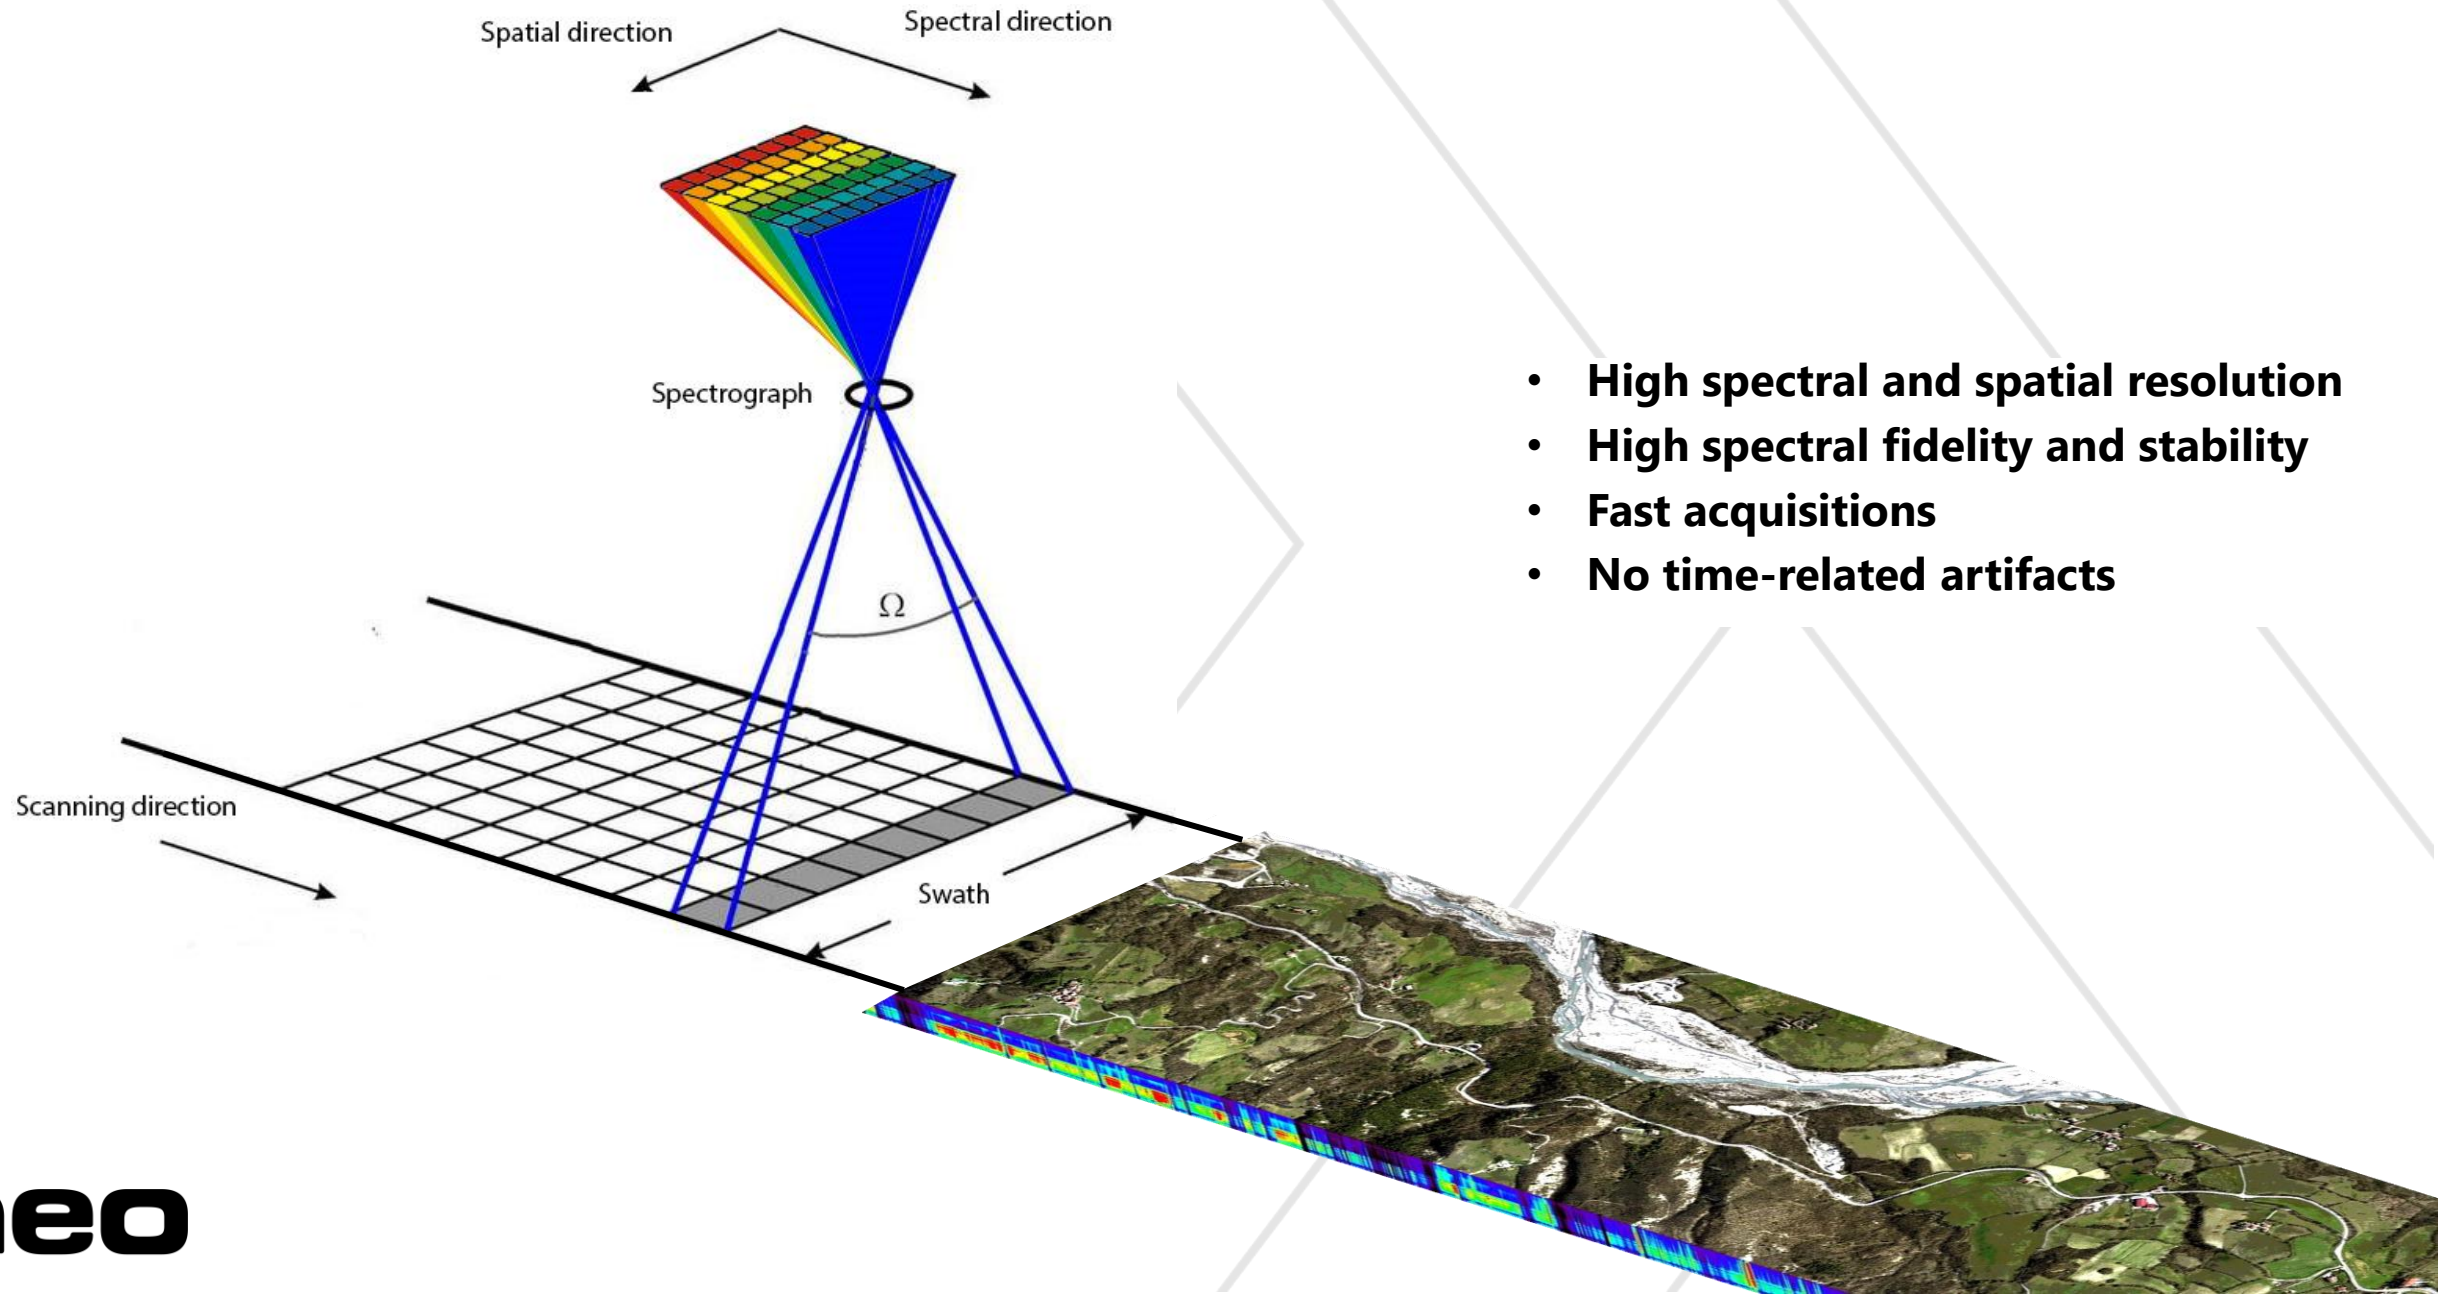 Spatial direction
Spectral direction
Spectrograph
• High spectral and spatial resolution
• High spectral fidelity and stability
• Fast acquisitions
• No time-related artifacts
Ω
Scanning direction
Swath
eo